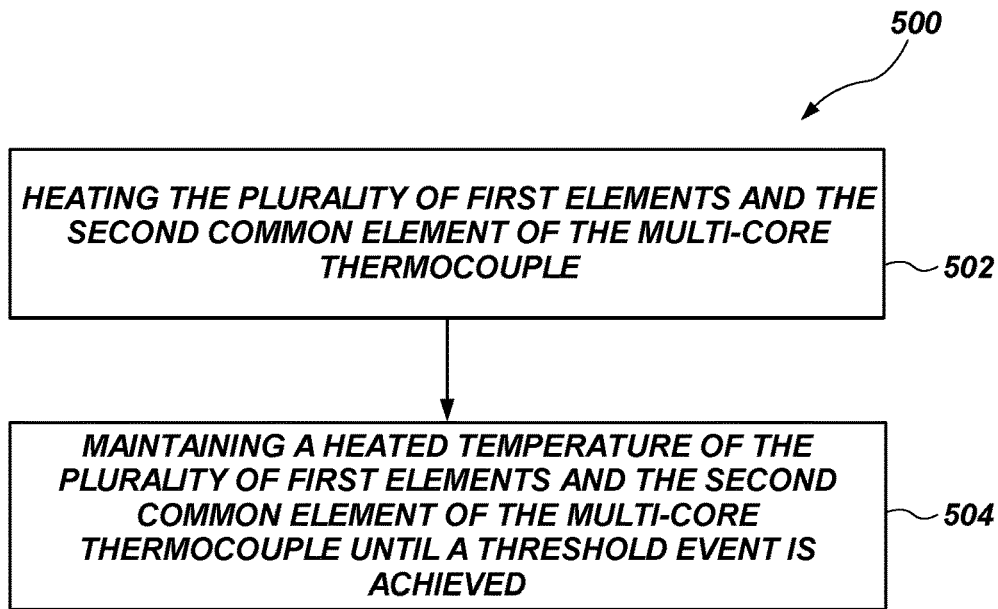 500
HEATING THE PLURALITY OF FIRST ELEMENTS AND THE
SECOND COMMON ELEMENT OF THE MULTI-CORE
THERMOCOUPLE
502
MAINTAINING A HEATED TEMPERATURE OF THE
PLURALITY OF FIRST ELEMENTS AND THE SECOND
COMMON ELEMENT OF THE MULTI-CORE
THERMOCOUPLE UNTIL A THRESHOLD EVENT IS
ACHIEVED
504